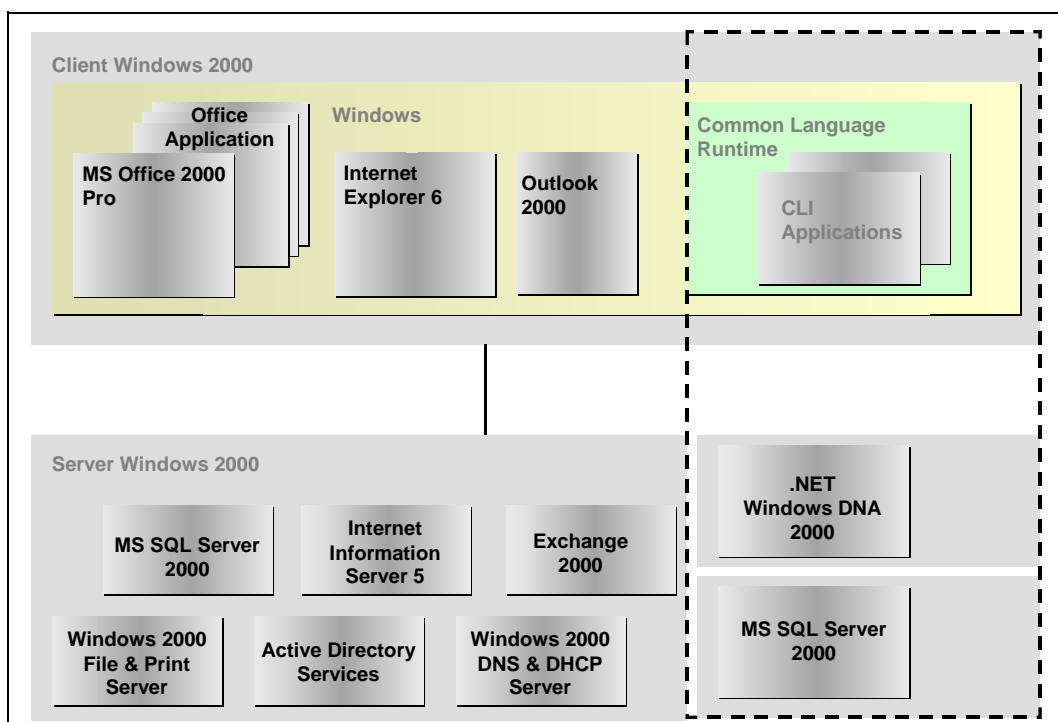 Client Windows 2000
Office
Application
MS Office 2000
Pro
Windows
Internet
Explorer 6
Outlook
2000
Common Language
Runtime
CLI
Applications
Server Windows 2000
MS SQL Server
2000
Internet
Information
Server 5
Exchange
2000
.NET
Windows DNA
2000
Windows 2000
File & Print
Server
Active Directory
Services
Windows 2000
DNS & DHCP
Server
MS SQL Server
2000